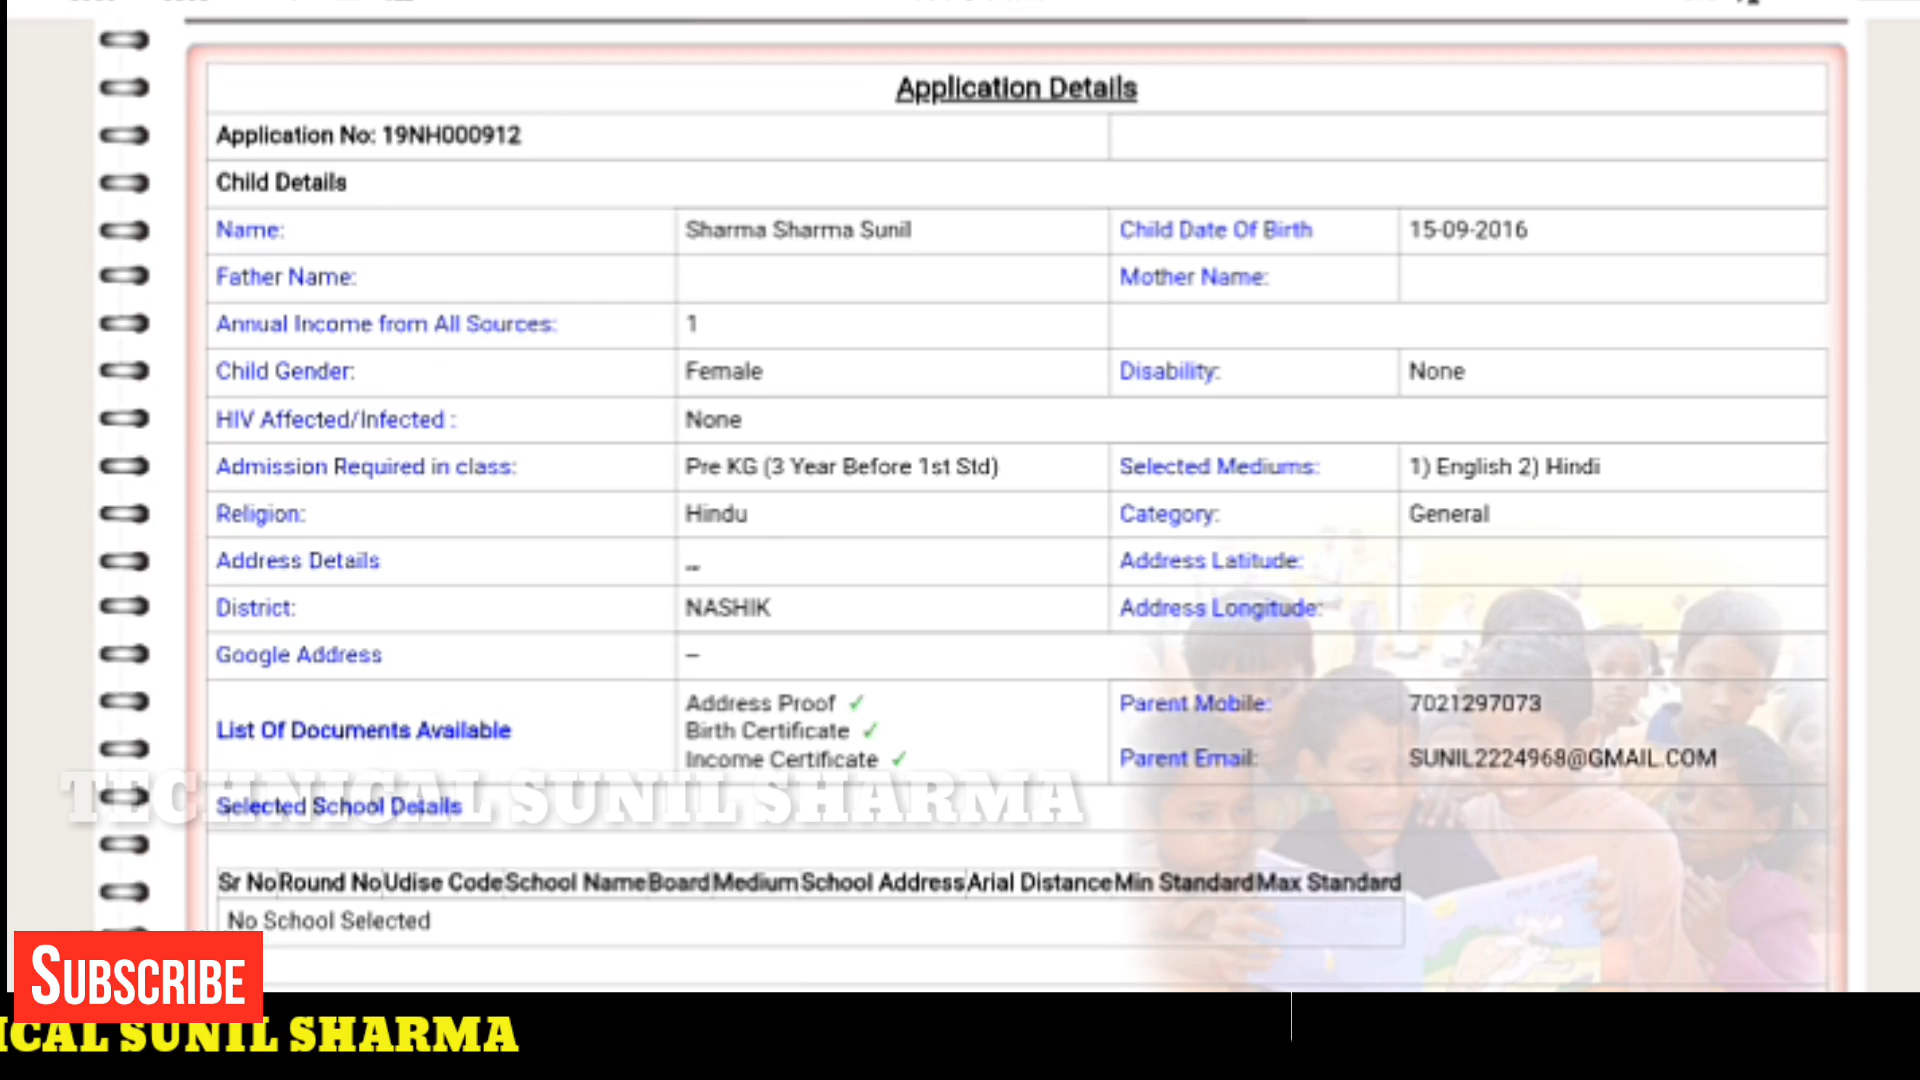 Application Details
Application No: 19NH000912
Child Details
Name: Sharma Sharma Sunil Child Date Of Birth 15-09-2016
Father Name: Mother Name:
Annual Income from All Sources: 1
Child Gender: Female Disability: None
HIV Affected/Infected : None
Admission Required in class: Pre KG (3 Year Before 1st Std) Selected Mediums: 1) English 2) Hindi
Religion: Hindu Category: General
Address Details -- Address Latitude:
District: NASHIK Address Longitude:
Google Address --
List Of Documents Available
Address Proof ✓
Birth Certificate ✓
Income Certificate ✓
Parent Mobile: 7021297073
Parent Email: SUNIL2224968@GMAIL.COM
TECHNICAL SUNIL SHARMA
Selected School Details
Sr No Round No Udise Code School Name Board Medium School Address Arial Distance Min Standard Max Standard
No School Selected
SUBSCRIBE
ICAL SUNIL SHARMA